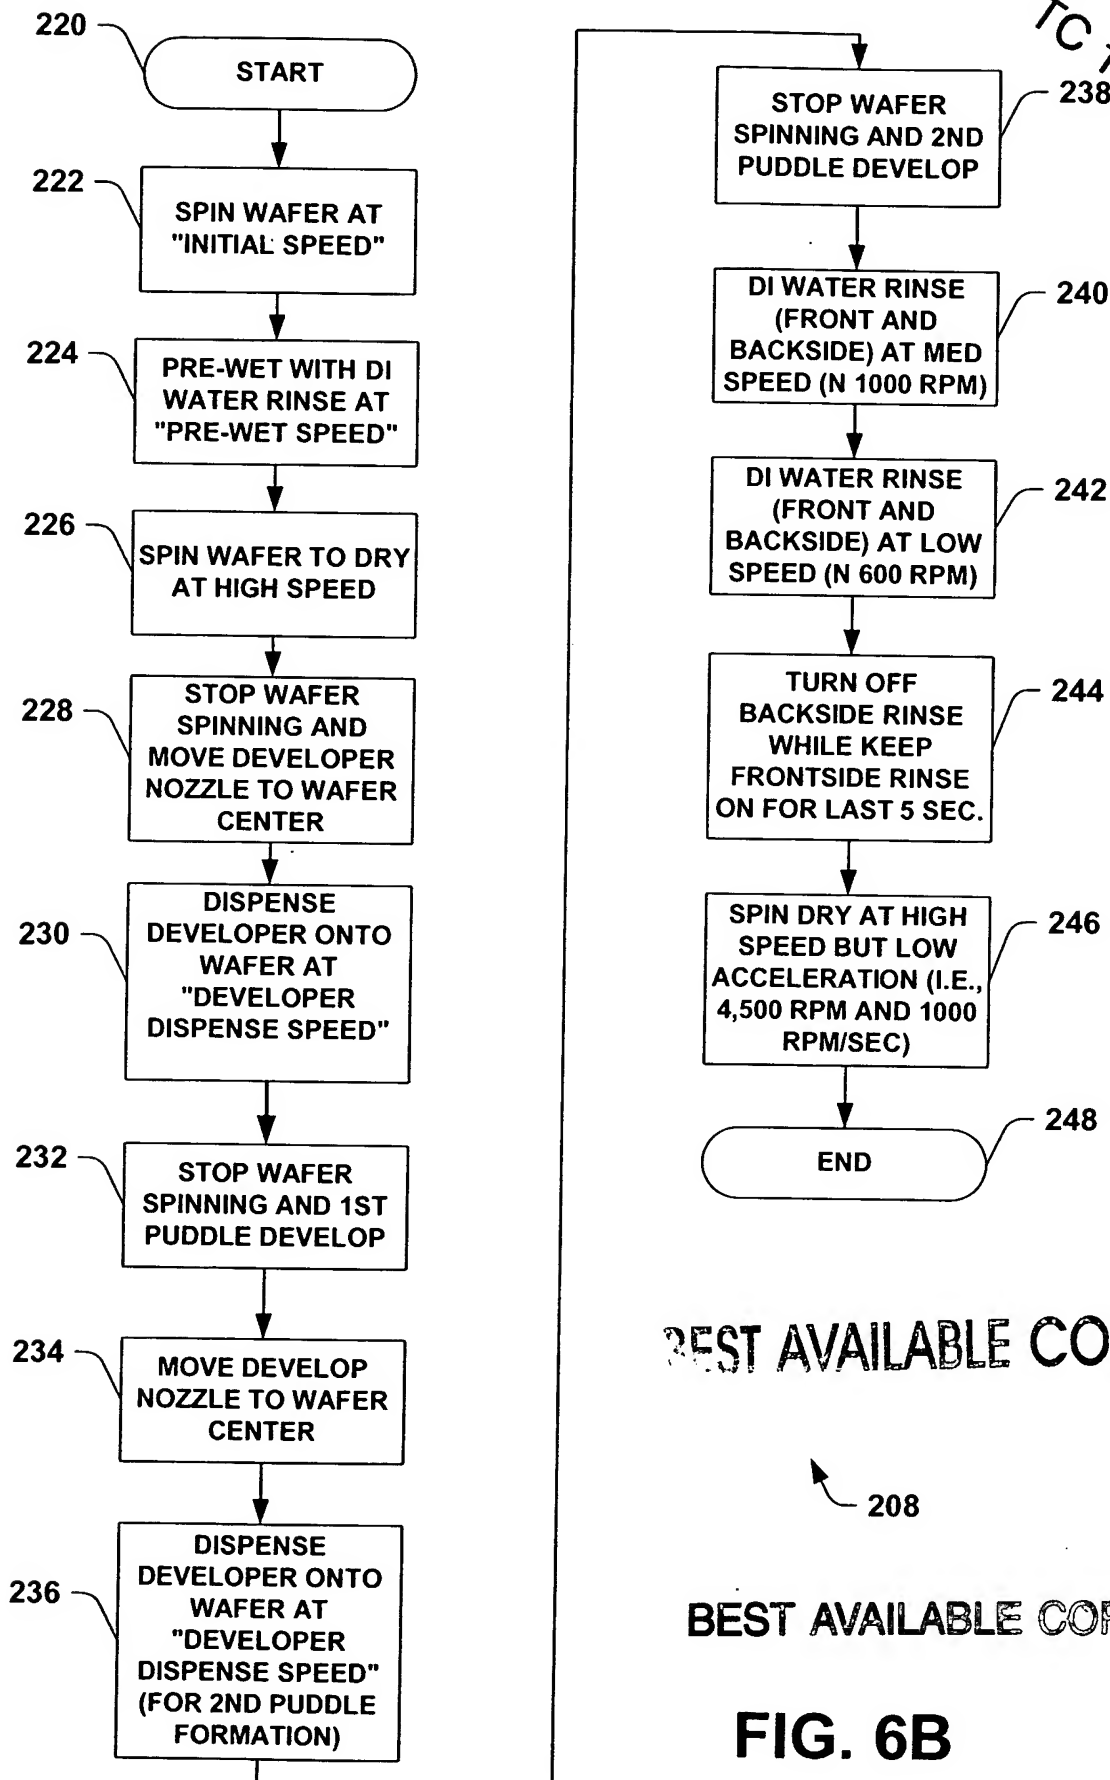 220
START
222
SPIN WAFER AT
"INITIAL SPEED"
224
PRE-WET WITH DI
WATER RINSE AT
"PRE-WET SPEED"
226
SPIN WAFER TO DRY
AT HIGH SPEED
228
STOP WAFER
SPINNING AND
MOVE DEVELOPER
NOZZLE TO WAFER
CENTER
230
DISPENSE
DEVELOPER ONTO
WAFER AT
"DEVELOPER
DISPENSE SPEED"
232
STOP WAFER
SPINNING AND 1ST
PUDDLE DEVELOP
234
MOVE DEVELOP
NOZZLE TO WAFER
CENTER
236
DISPENSE
DEVELOPER ONTO
WAFER AT
"DEVELOPER
DISPENSE SPEED"
(FOR 2ND PUDDLE
FORMATION)
TC
238
STOP WAFER
SPINNING AND 2ND
PUDDLE DEVELOP
240
DI WATER RINSE
(FRONT AND
BACKSIDE) AT MED
SPEED (N 1000 RPM)
242
DI WATER RINSE
(FRONT AND
BACKSIDE) AT LOW
SPEED (N 600 RPM)
244
TURN OFF
BACKSIDE RINSE
WHILE KEEP
FRONTSIDE RINSE
ON FOR LAST 5 SEC.
246
SPIN DRY AT HIGH
SPEED BUT LOW
ACCELERATION (I.E.,
4,500 RPM AND 1000
RPM/SEC)
248
END
BEST AVAILABLE CO
208
BEST AVAILABLE COP
FIG. 6B